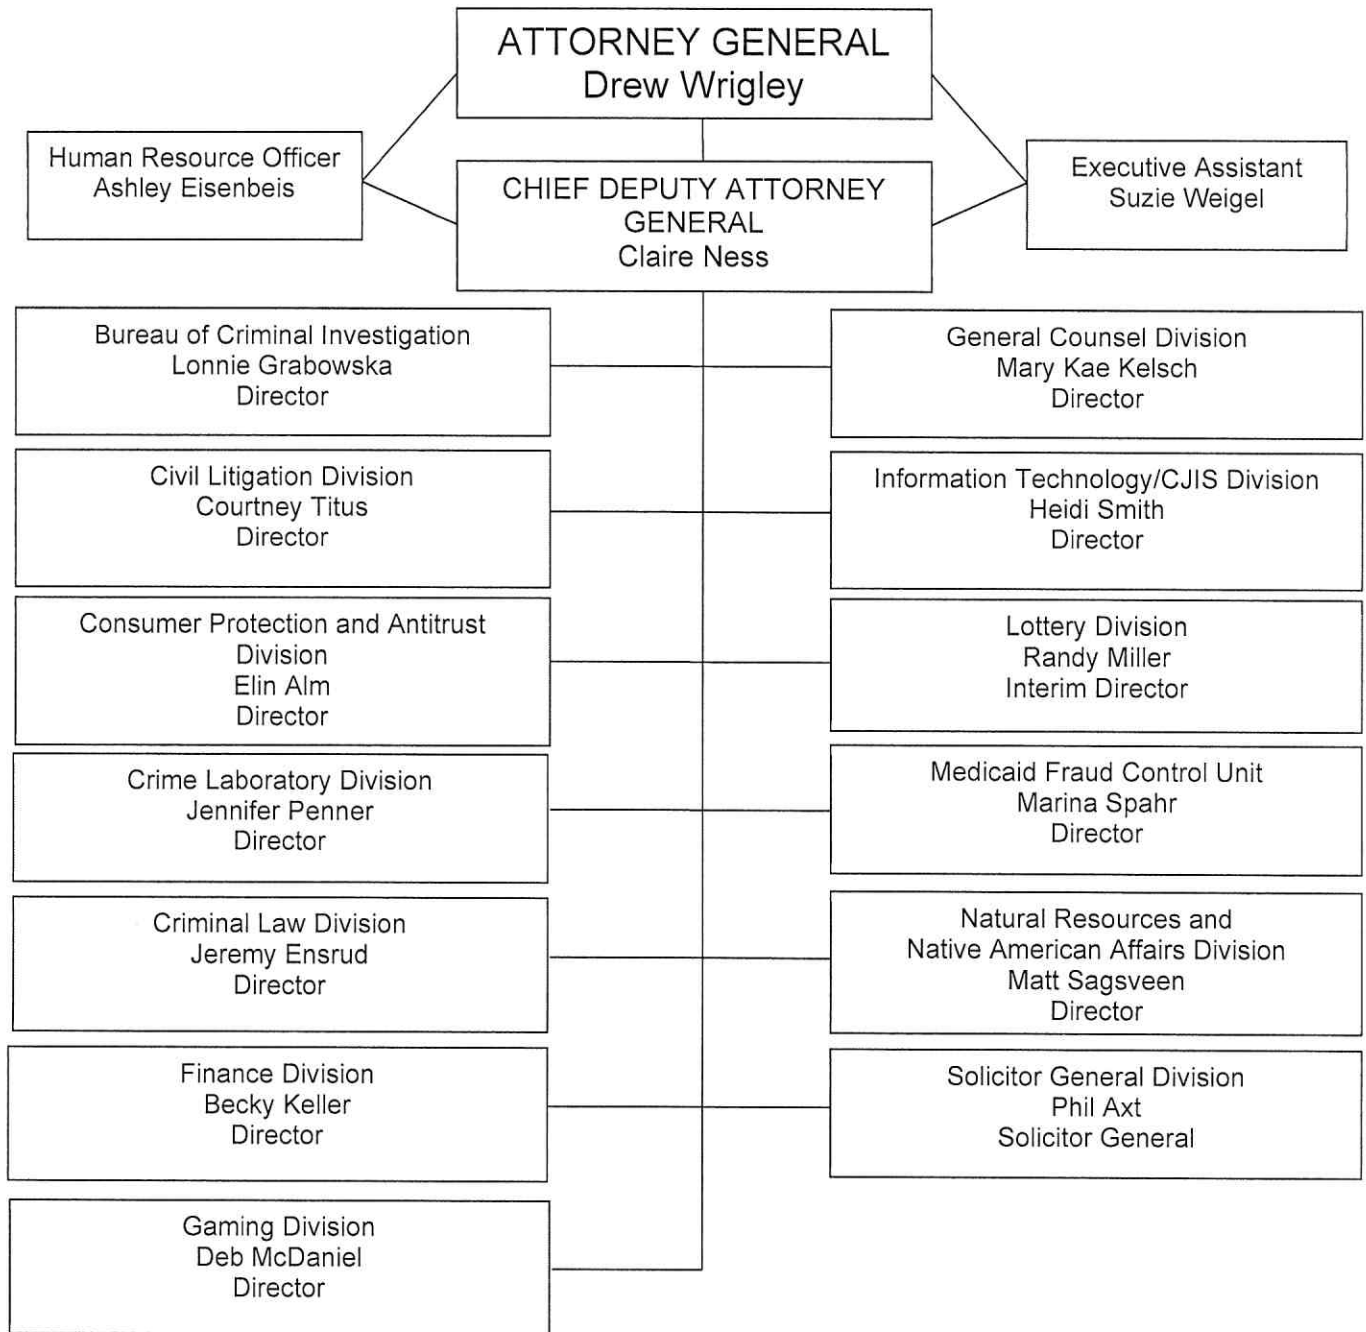 ATTORNEY GENERAL
Drew Wrigley
Human Resource Officer
Ashley Eisenbeis
CHIEF DEPUTY ATTORNEY
GENERAL
Claire Ness
Executive Assistant
Suzie Weigel
Bureau of Criminal Investigation
Lonnie Grabowska
Director
General Counsel Division
Mary Kae Kelsch
Director
Civil Litigation Division
Courtney Titus
Director
Information Technology/CJIS Division
Heidi Smith
Director
Consumer Protection and Antitrust
Division
Elin Alm
Director
Lottery Division
Randy Miller
Interim Director
Crime Laboratory Division
Jennifer Penner
Director
Medicaid Fraud Control Unit
Marina Spahr
Director
Criminal Law Division
Jeremy Ensrud
Director
Natural Resources and
Native American Affairs Division
Matt Sagsveen
Director
Finance Division
Becky Keller
Director
Solicitor General Division
Phil Axt
Solicitor General
Gaming Division
Deb McDaniel
Director